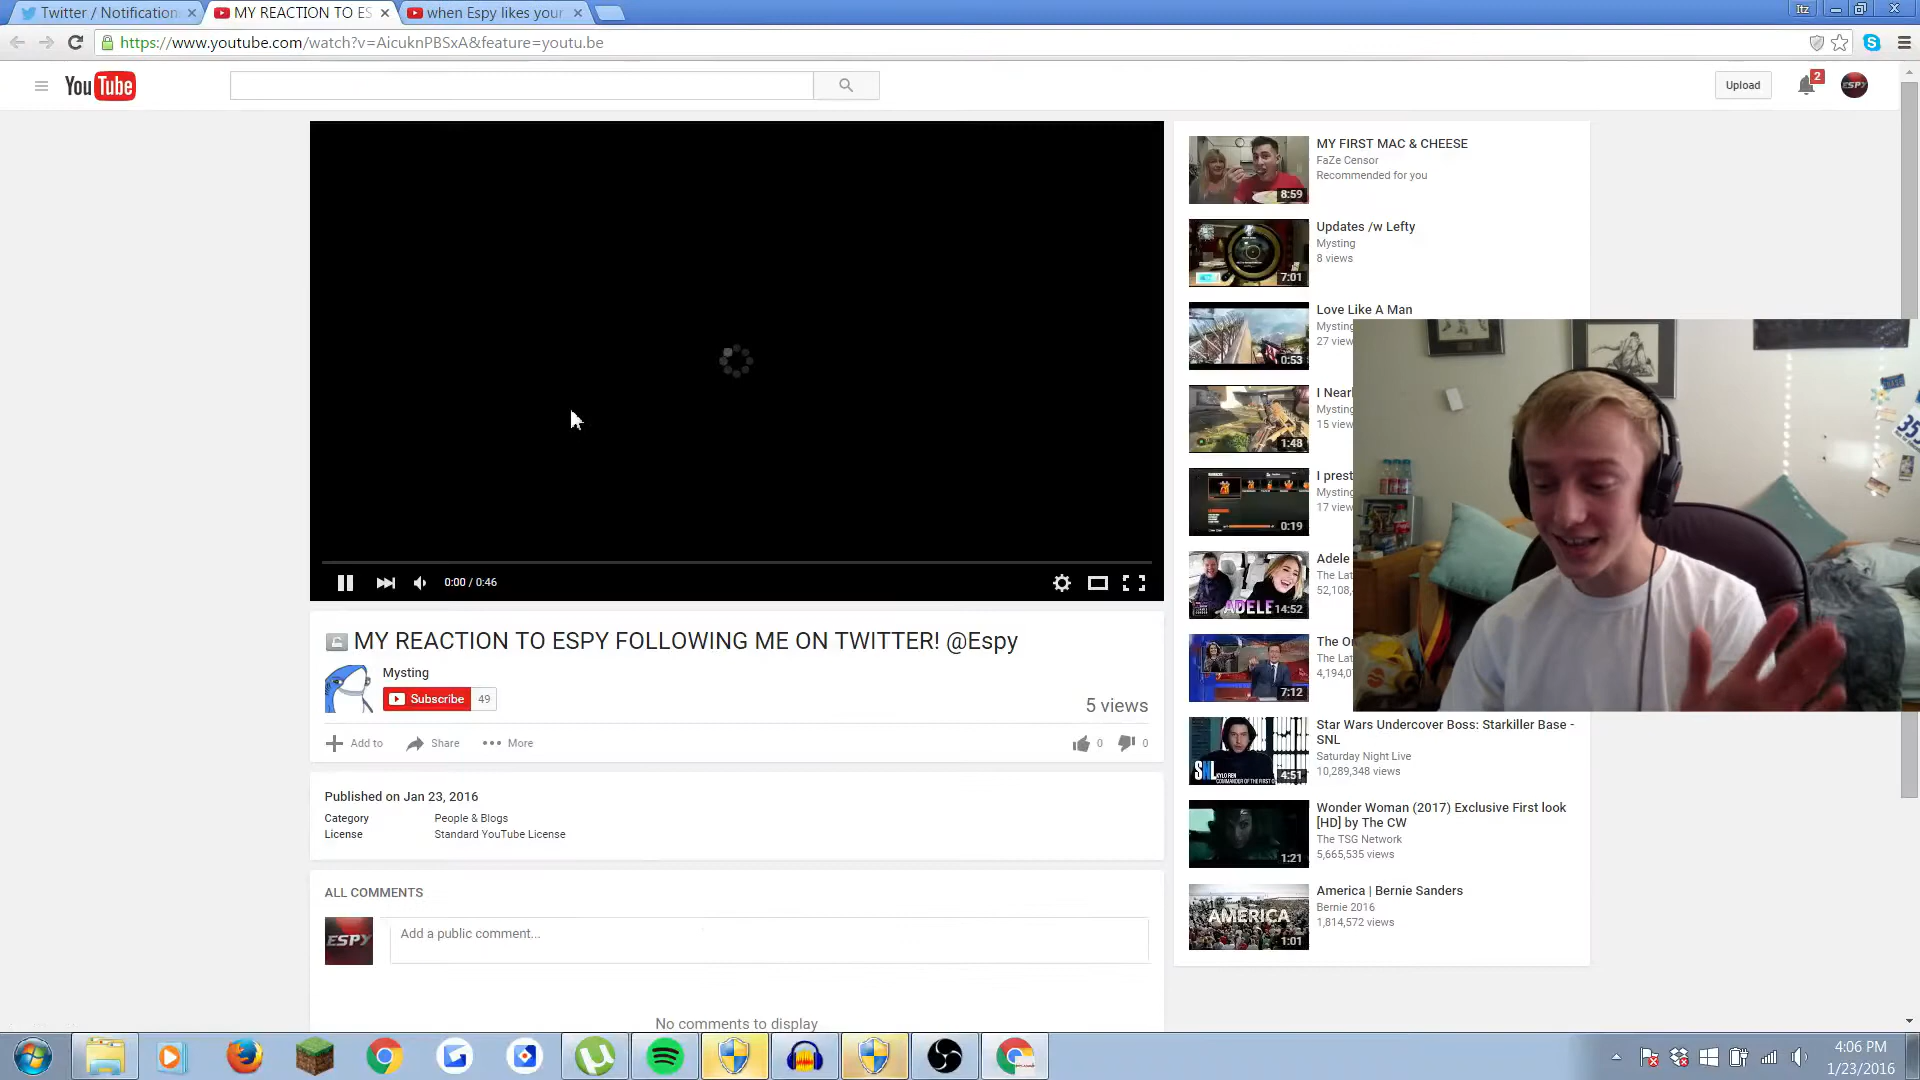 Twitter / Notification
MY REACTION TO ES
when Espy likes your
Itz
https://www.youtube.com/watch?v=AicuknPBSxA&feature=youtu.be
YouTube
Upload
2
ESPY
0:00 / 0:46
MY REACTION TO ESPY FOLLOWING ME ON TWITTER! @Espy
Mysting
Subscribe 49
5 views
Add to
Share
More
0
0
Published on Jan 23, 2016
Category People & Blogs
License Standard YouTube License
ALL COMMENTS
ESPY
Add a public comment...
No comments to display
MY FIRST MAC & CHEESE
FaZe Censor
Recommended for you
8:59
Updates /w Lefty
Mysting
8 views
7:01
Love Like A Man
Mysting
27 view
0:53
I Nearl
Mysting
15 view
1:48
I prest
Mysting
17 view
0:19
Adele
The Lat
52,108,
ADELE
14:52
The Or
The Lat
4,194,07
7:12
Star Wars Undercover Boss: Starkiller Base -
SNL
Saturday Night Live
10,289,348 views
SNL
KYLO REN
4:51
Wonder Woman (2017) Exclusive First look
[HD] by The CW
The TSG Network
5,665,535 views
1:21
America | Bernie Sanders
Bernie 2016
1,814,572 views
AMERICA
1:01
4:06 PM
1/23/2016